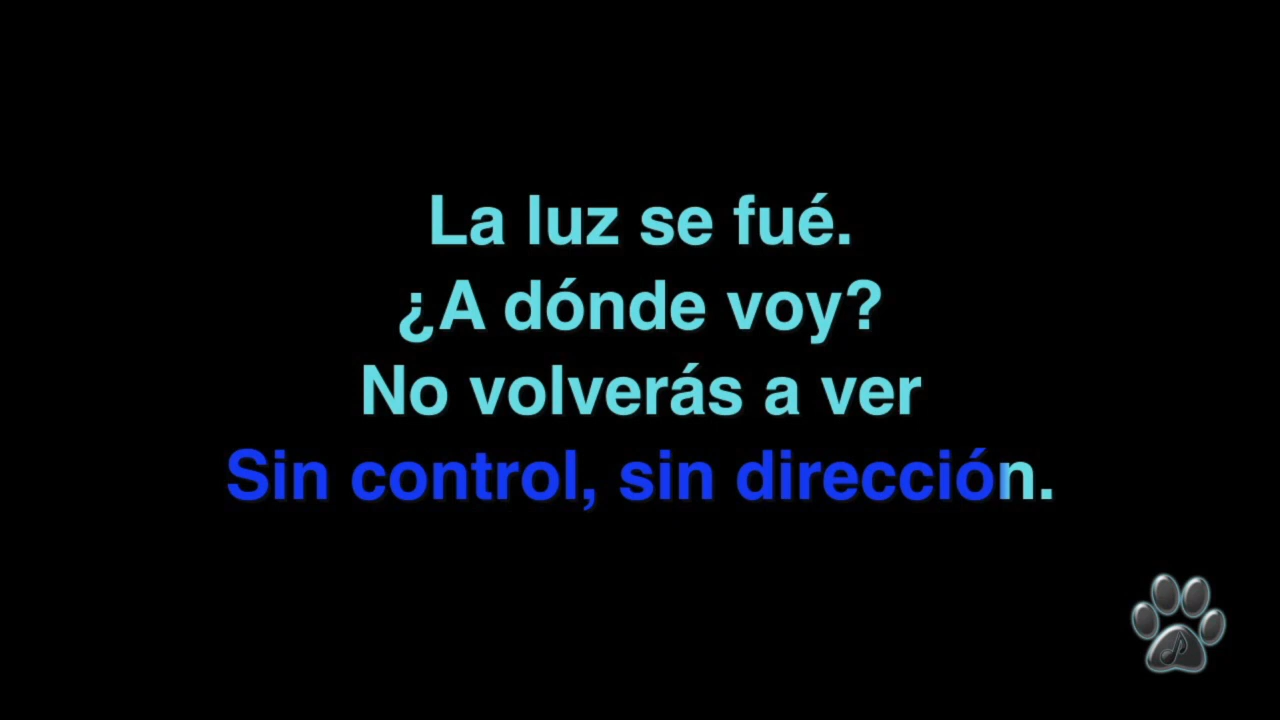 La luz se fué.
¿A dónde voy?
No volverás a ver
Sin control, sin dirección.